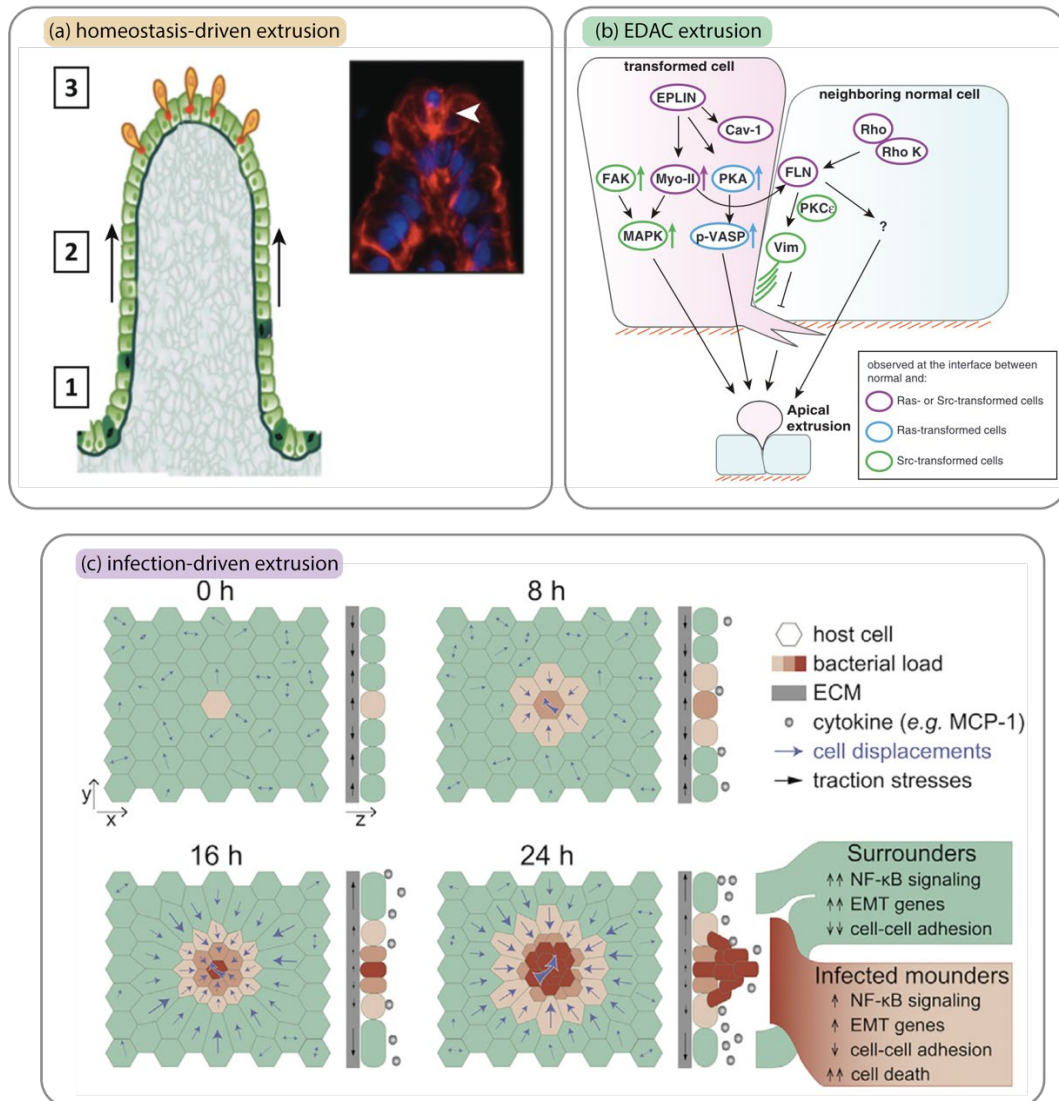 (a) homeostasis-driven extrusion
3
2
1
(b) EDAC extrusion
transformed cell
neighboring normal cell
EPLIN
Cav-1
Rho
Rho K
FAK
Myo-II
PKA
FLN
PKCε
MAPK
p-VASP
Vim
?
observed at the interface between
normal and:
Ras- or Src-transformed cells
Ras-transformed cells
Src-transformed cells
Apical
extrusion
(c) infection-driven extrusion
0 h
8 h
y
x
z
host cell
bacterial load
ECM
cytokine (e.g. MCP-1)
cell displacements
traction stresses
16 h
24 h
Surrounders
↑↑ NF-κB signaling
↑↑ EMT genes
↓↓ cell-cell adhesion
Infected mounders
↑ NF-κB signaling
↑ EMT genes
↓ cell-cell adhesion
↑↑ cell death